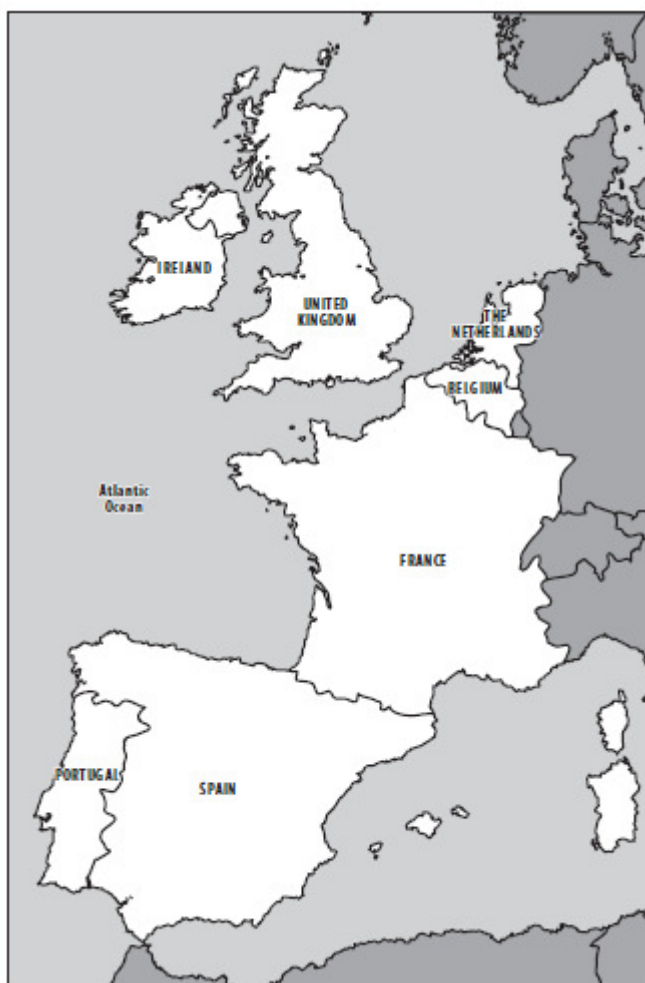 IRELAND
UNITED
KINGDOM
THE
NETHERLANDS
BELGIUM
Atlantic
Ocean
FRANCE
PORTUGAL
SPAIN